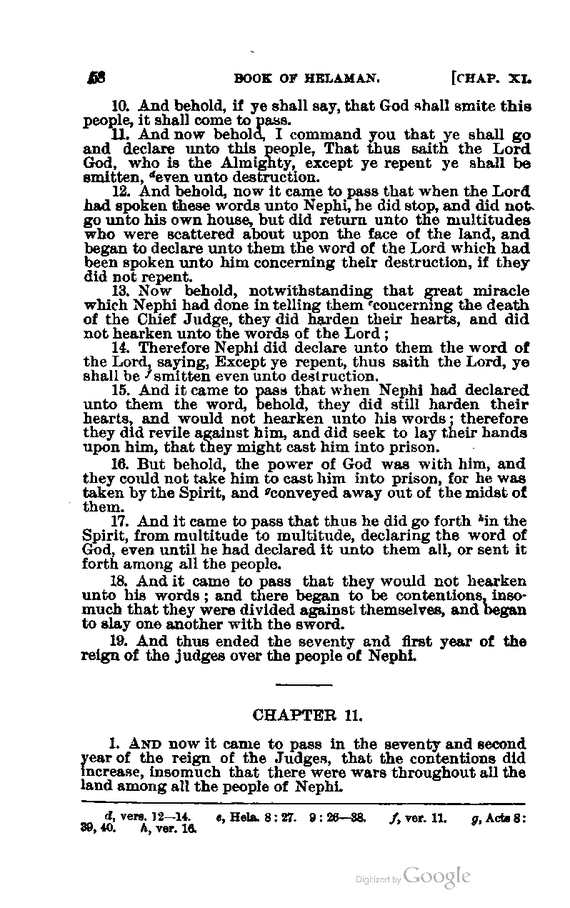 58 BOOK OF HELAMAN. [CHAP. XI.
10. And behold, if ye shall say, that God shall smite this
people, it shall come to pass.
11. And now behold, I command you that ye shall go
and declare unto this people, That thus saith the Lord
God, who is the Almighty, except ye repent ye shall be
smitten, ᵈeven unto destruction.
12. And behold, now it came to pass that when the Lord
had spoken these words unto Nephi, he did stop, and did not
go unto his own house, but did return unto the multitudes
who were scattered about upon the face of the land, and
began to declare unto them the word of the Lord which had
been spoken unto him concerning their destruction, if they
did not repent.
13. Now behold, notwithstanding that great miracle
which Nephi had done in telling them ᵉconcerning the death
of the Chief Judge, they did harden their hearts, and did
not hearken unto the words of the Lord;
14. Therefore Nephi did declare unto them the word of
the Lord, saying, Except ye repent, thus saith the Lord, ye
shall be ᶠsmitten even unto destruction.
15. And it came to pass that when Nephi had declared
unto them the word, behold, they did still harden their
hearts, and would not hearken unto his words; therefore
they did revile against him, and did seek to lay their hands
upon him, that they might cast him into prison.
16. But behold, the power of God was with him, and
they could not take him to cast him into prison, for he was
taken by the Spirit, and ᵍconveyed away out of the midst of
them.
17. And it came to pass that thus he did go forth ʰin the
Spirit, from multitude to multitude, declaring the word of
God, even until he had declared it unto them all, or sent it
forth among all the people.
18. And it came to pass that they would not hearken
unto his words; and there began to be contentions, inso-
much that they were divided against themselves, and began
to slay one another with the sword.
19. And thus ended the seventy and first year of the
reign of the judges over the people of Nephi.
CHAPTER 11.
1. AND now it came to pass in the seventy and second
year of the reign of the Judges, that the contentions did
increase, insomuch that there were wars throughout all the
land among all the people of Nephi.
d, vers. 12—14. e, Hela. 8:27. 9:26—38. f, ver. 11. g, Acts 8:
39, 40. h, ver. 16.
Digitized by Google